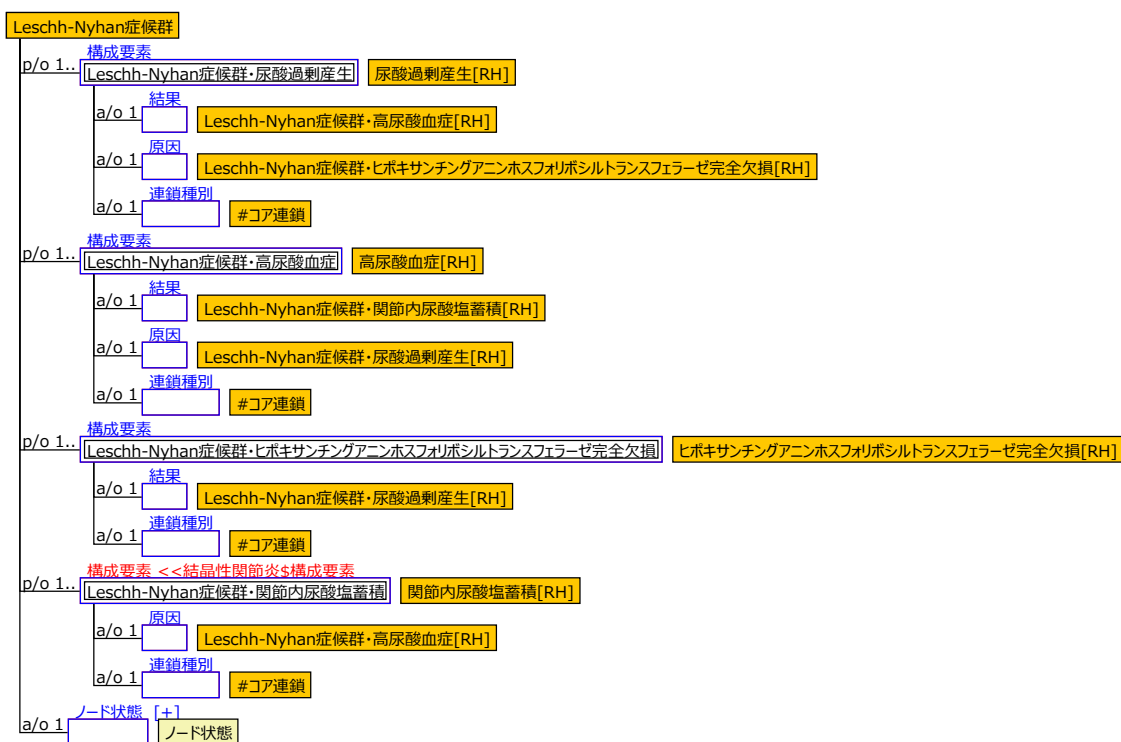 Leschh-Nyhan症候群
構成要素
p/o 1.. Leschh-Nyhan症候群・尿酸過剰産生 尿酸過剰産生[RH]
結果
a/o 1 Leschh-Nyhan症候群・高尿酸血症[RH]
原因
a/o 1 Leschh-Nyhan症候群・ヒポキサンチングアニンホスフォリボシルトランスフェラーゼ完全欠損[RH]
連鎖種別
a/o 1 #コア連鎖
構成要素
p/o 1.. Leschh-Nyhan症候群・高尿酸血症 高尿酸血症[RH]
結果
a/o 1 Leschh-Nyhan症候群・関節内尿酸塩蓄積[RH]
原因
a/o 1 Leschh-Nyhan症候群・尿酸過剰産生[RH]
連鎖種別
a/o 1 #コア連鎖
構成要素
p/o 1.. Leschh-Nyhan症候群・ヒポキサンチングアニンホスフォリボシルトランスフェラーゼ完全欠損 ヒポキサンチングアニンホスフォリボシルトランスフェラーゼ完全欠損[RH]
結果
a/o 1 Leschh-Nyhan症候群・尿酸過剰産生[RH]
連鎖種別
a/o 1 #コア連鎖
構成要素 <<結晶性関節炎$構成要素
p/o 1.. Leschh-Nyhan症候群・関節内尿酸塩蓄積 関節内尿酸塩蓄積[RH]
原因
a/o 1 Leschh-Nyhan症候群・高尿酸血症[RH]
連鎖種別
a/o 1 #コア連鎖
ノード状態 [+]
a/o 1 ノード状態